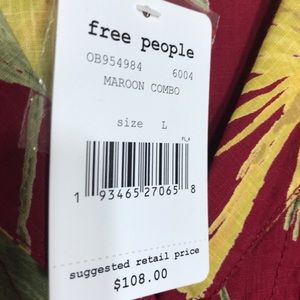 free people
OB954984 6004
MAROON COMBO
size L
1 93465 27065 8
suggested retail price
$108.00